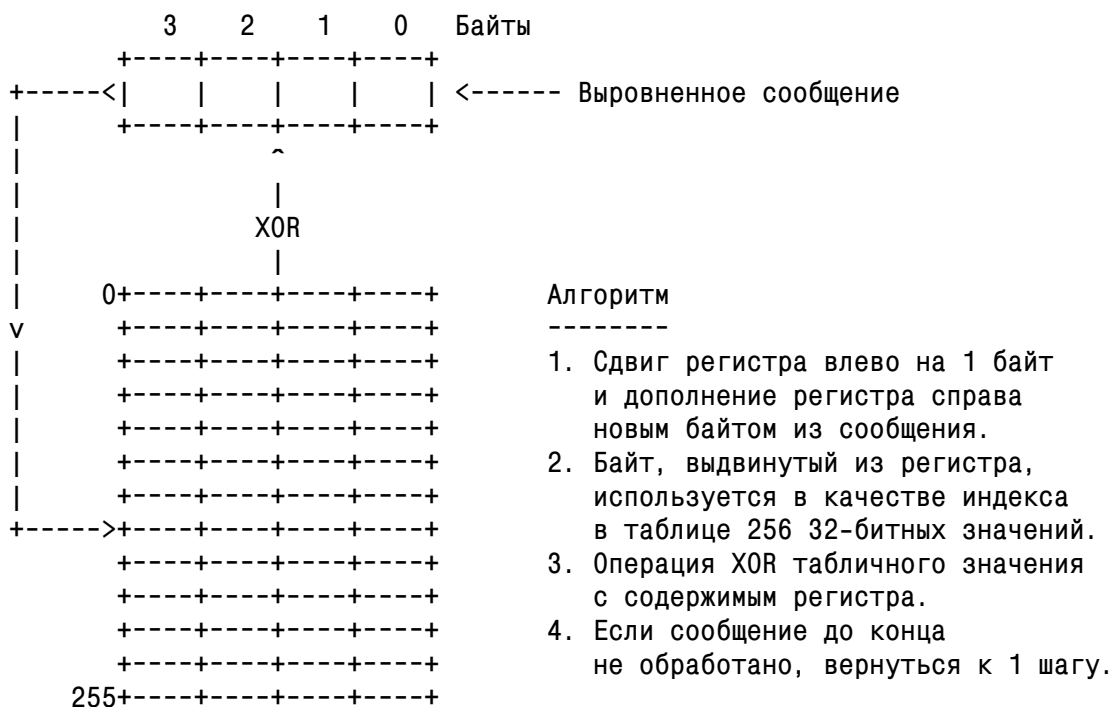 3 2 1 0 Байты
+----+----+----+----+
+-----<| | | | | <------ Выровненное сообщение
| +----+----+----+----+
| ^
| |
| XOR
| |
| 0+----+----+----+----+ Алгоритм
v +----+----+----+----+ --------
| +----+----+----+----+ 1. Сдвиг регистра влево на 1 байт
| +----+----+----+----+ и дополнение регистра справа
| +----+----+----+----+ новым байтом из сообщения.
| +----+----+----+----+ 2. Байт, выдвинутый из регистра,
| +----+----+----+----+ используется в качестве индекса
+----->+----+----+----+----+ в таблице 256 32-битных значений.
+----+----+----+----+ 3. Операция XOR табличного значения
+----+----+----+----+ с содержимым регистра.
+----+----+----+----+ 4. Если сообщение до конца
+----+----+----+----+ не обработано, вернуться к 1 шагу.
255+----+----+----+----+